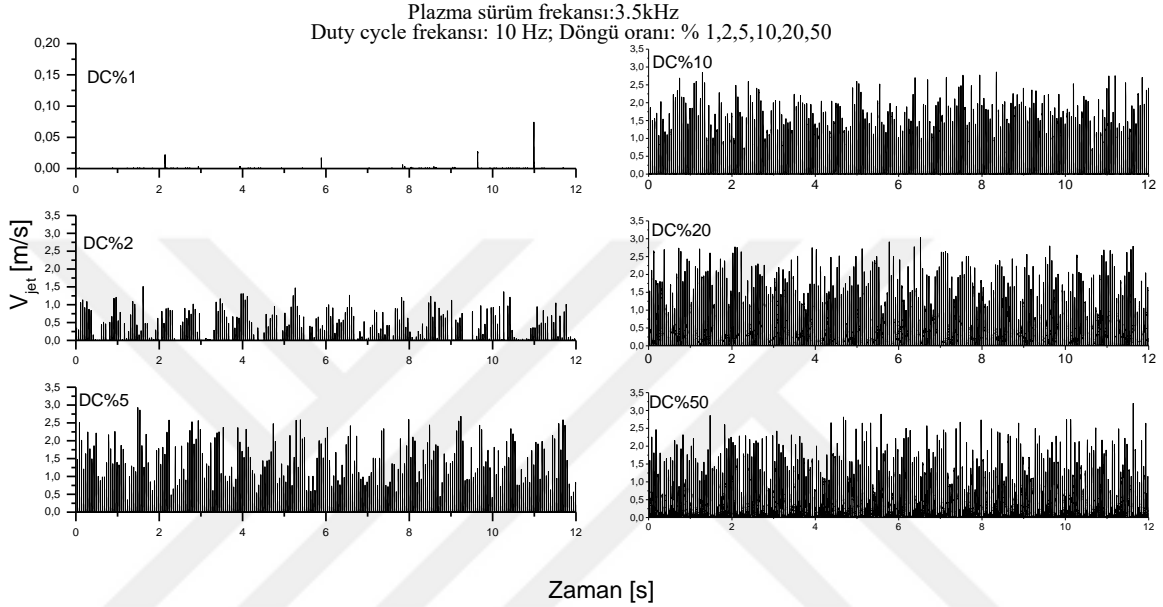 Plazma sürüm frekansı:3.5kHz
Duty cycle frekansı: 10 Hz; Döngü oranı: % 1,2,5,10,20,50
V_jet [m/s]
DC%1
0,20
0,15
0,10
0,05
0,00
0 2 4 6 8 10 12
DC%2
3,5
3,0
2,5
2,0
1,5
1,0
0,5
0,0
0 2 4 6 8 10 12
DC%5
3,5
3,0
2,5
2,0
1,5
1,0
0,5
0,0
0 2 4 6 8 10 12
DC%10
3,5
3,0
2,5
2,0
1,5
1,0
0,5
0,0
0 2 4 6 8 10 12
DC%20
3,5
3,0
2,5
2,0
1,5
1,0
0,5
0,0
0 2 4 6 8 10 12
DC%50
3,5
3,0
2,5
2,0
1,5
1,0
0,5
0,0
0 2 4 6 8 10 12
Zaman [s]